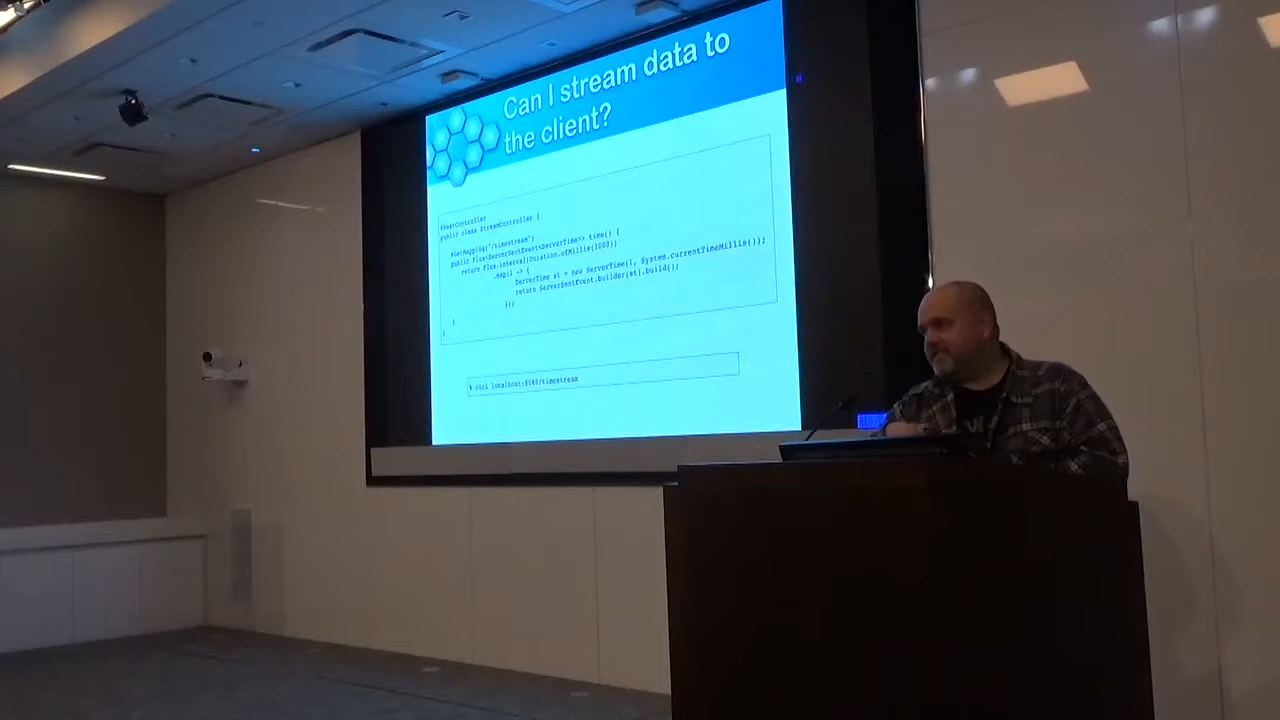 Can I stream data to
the client?
@RestController
public class StreamController {
@GetMapping("/timestream")
public Flux<ServerSentEvent<ServerTime>> time() {
return Flux.interval(Duration.ofMillis(1000))
.map(l -> {
ServerTime st = new ServerTime(l, System.currentTimeMillis());
return ServerSentEvent.builder(st).build();
});
}
}
% curl localhost:8080/timestream